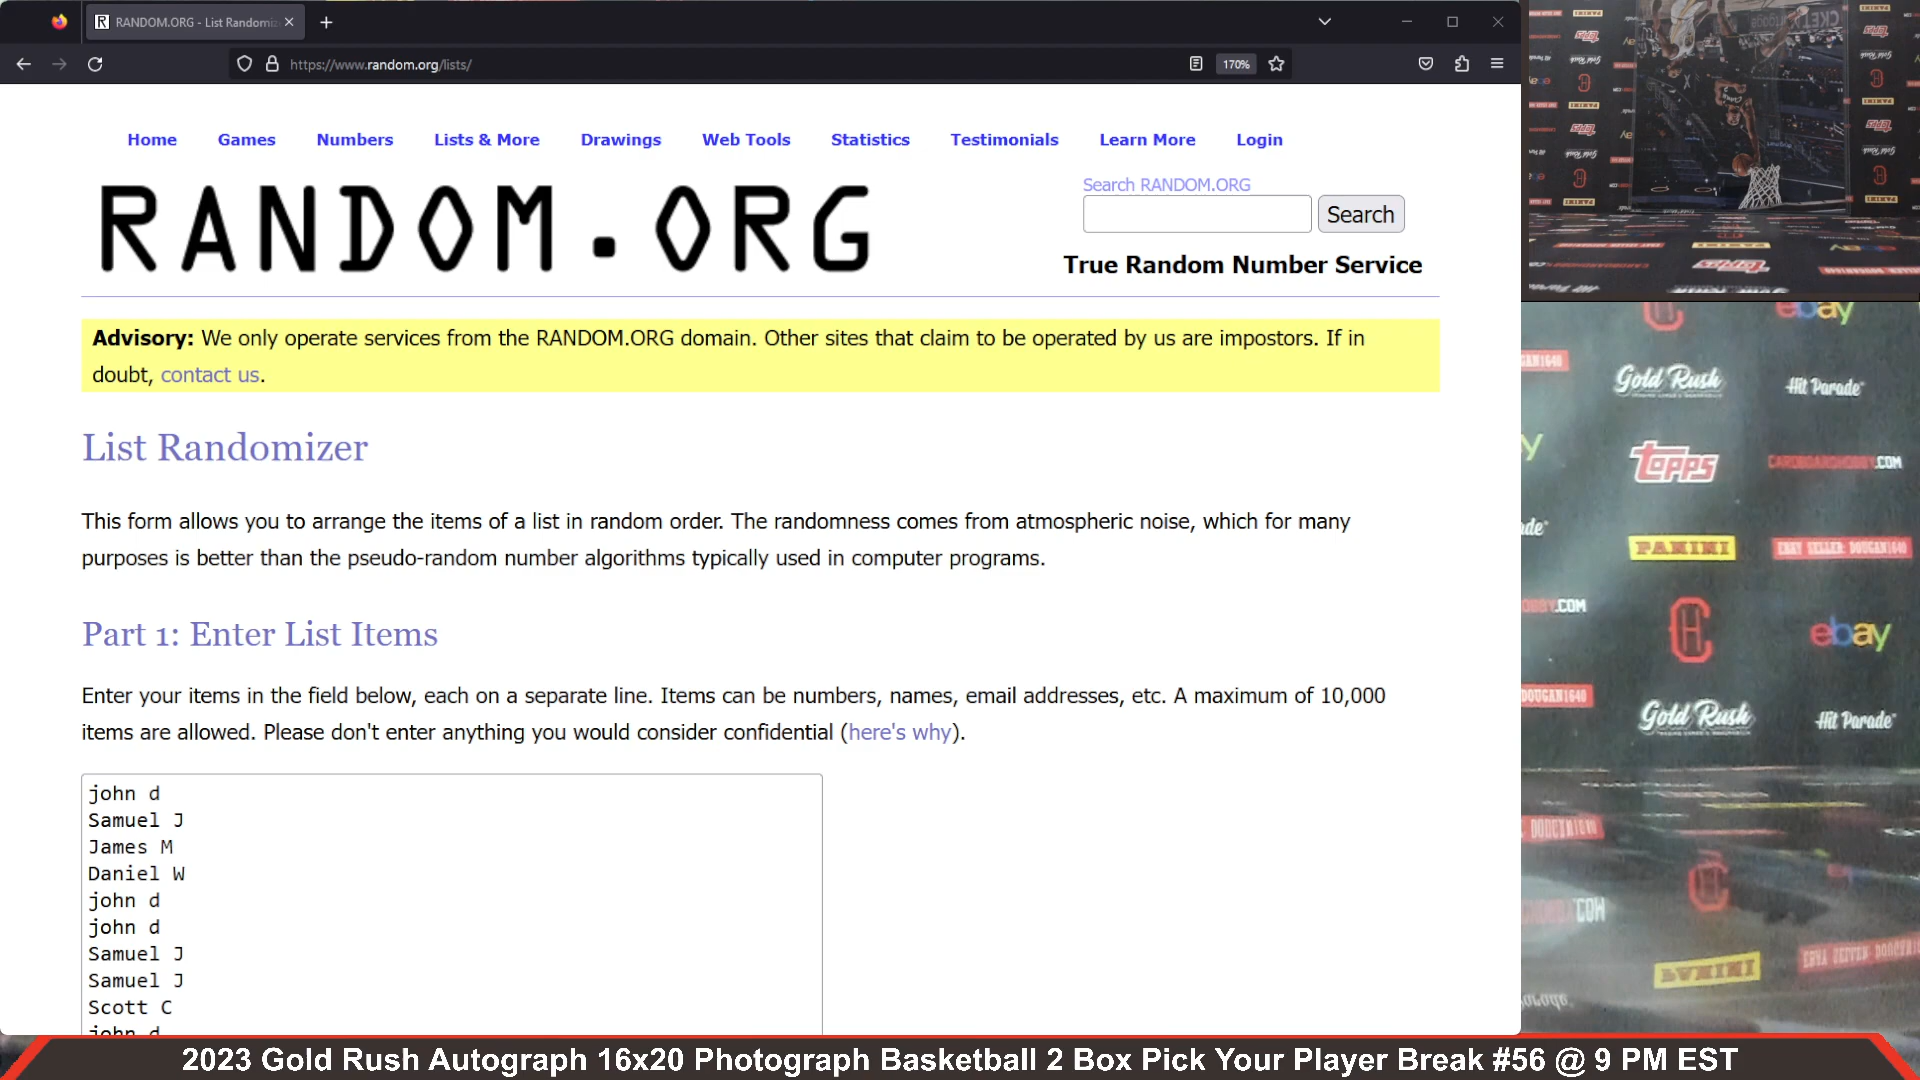 RANDOM.ORG - List Randomiz
https://www.random.org/lists/
170%
Home Games Numbers Lists & More Drawings Web Tools Statistics Testimonials Learn More Login
RANDOM.ORG
Search RANDOM.ORG
Search
True Random Number Service
Advisory: We only operate services from the RANDOM.ORG domain. Other sites that claim to be operated by us are impostors. If in
doubt, contact us.
List Randomizer
This form allows you to arrange the items of a list in random order. The randomness comes from atmospheric noise, which for many
purposes is better than the pseudo-random number algorithms typically used in computer programs.
Part 1: Enter List Items
Enter your items in the field below, each on a separate line. Items can be numbers, names, email addresses, etc. A maximum of 10,000
items are allowed. Please don't enter anything you would consider confidential (here's why).
john d
Samuel J
James M
Daniel W
john d
john d
Samuel J
Samuel J
Scott C
john d
ebay
Gold Rush
Hit Parade
Topps
CARDBOARDHOBBY.COM
PANINI
EBAY SELLER: DOUGAN1640
ebay
DOUGAN1640
Gold Rush
Hit Parade
2023 Gold Rush Autograph 16x20 Photograph Basketball 2 Box Pick Your Player Break #56 @ 9 PM EST